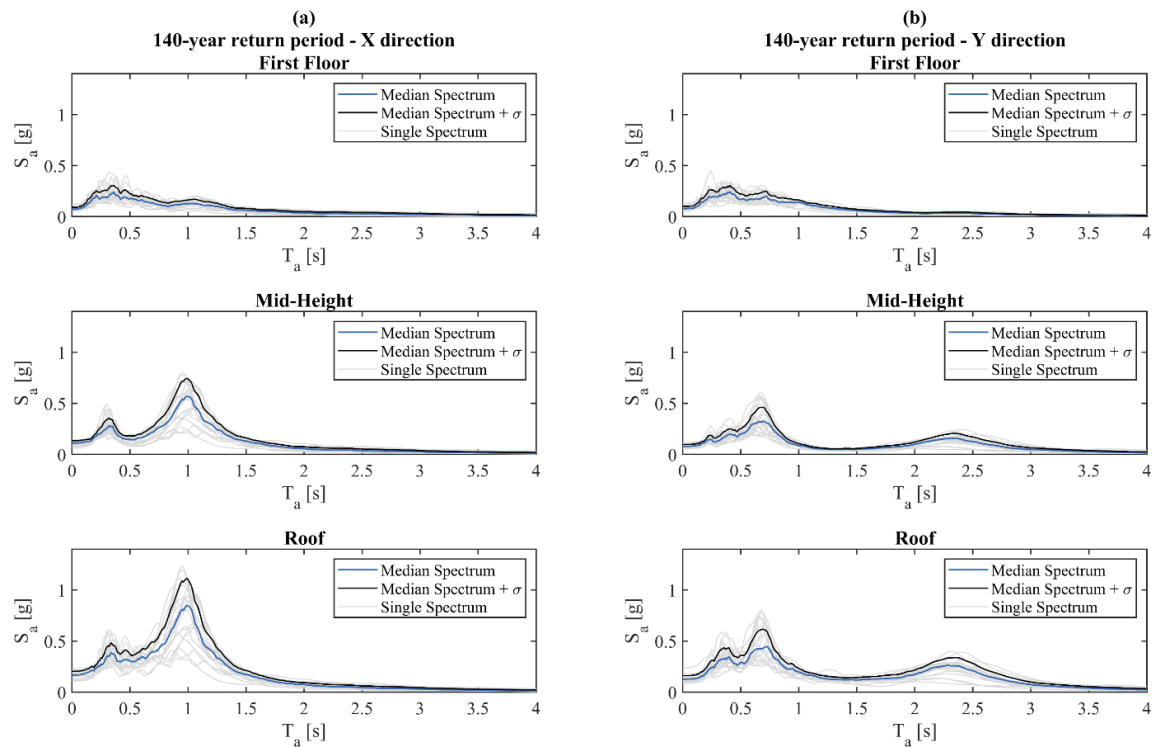 (a)
140-year return period - X direction
First Floor
S_a [g]
1
0.5
0
Median Spectrum
Median Spectrum + σ
Single Spectrum
0 0.5 1 1.5 2 2.5 3 3.5 4
T_a [s]
Mid-Height
S_a [g]
1
0.5
0
Median Spectrum
Median Spectrum + σ
Single Spectrum
0 0.5 1 1.5 2 2.5 3 3.5 4
T_a [s]
Roof
S_a [g]
1
0.5
0
Median Spectrum
Median Spectrum + σ
Single Spectrum
0 0.5 1 1.5 2 2.5 3 3.5 4
T_a [s]
(b)
140-year return period - Y direction
First Floor
S_a [g]
1
0.5
0
Median Spectrum
Median Spectrum + σ
Single Spectrum
0 0.5 1 1.5 2 2.5 3 3.5 4
T_a [s]
Mid-Height
S_a [g]
1
0.5
0
Median Spectrum
Median Spectrum + σ
Single Spectrum
0 0.5 1 1.5 2 2.5 3 3.5 4
T_a [s]
Roof
S_a [g]
1
0.5
0
Median Spectrum
Median Spectrum + σ
Single Spectrum
0 0.5 1 1.5 2 2.5 3 3.5 4
T_a [s]